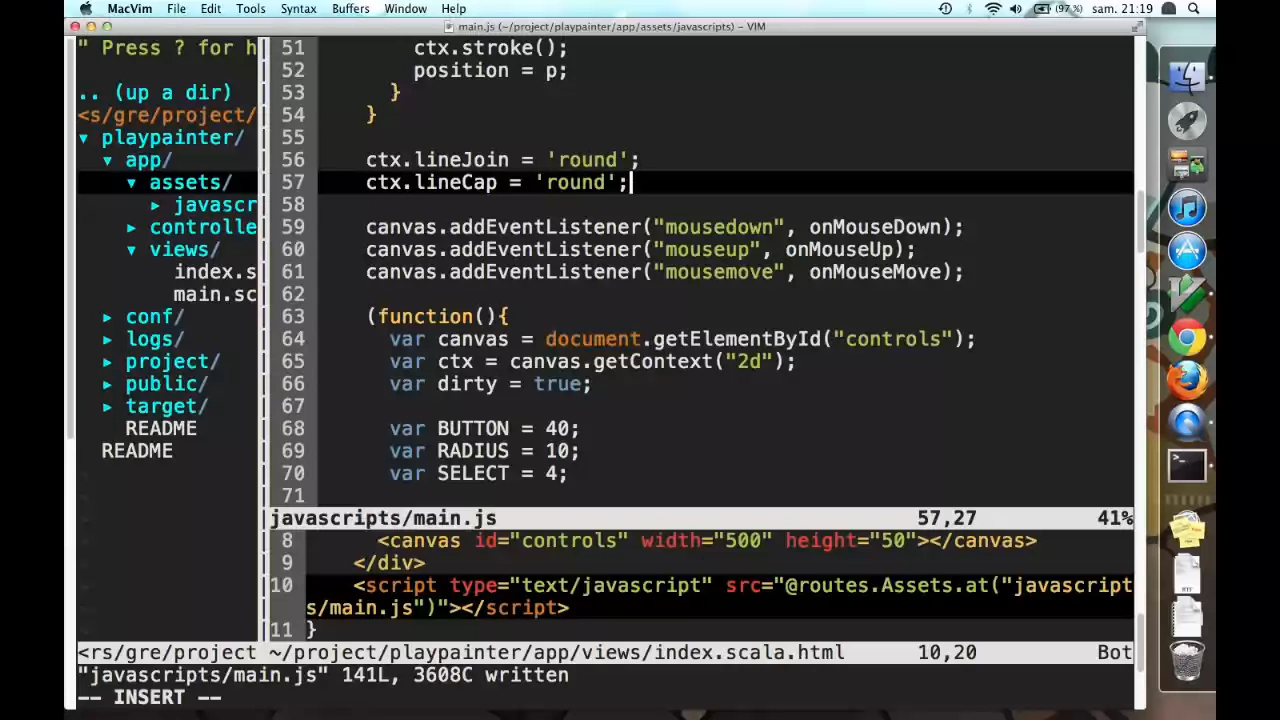 MacVim File Edit Tools Syntax Buffers Window Help (97 %) sam. 21:19
main.js (~/project/playpainter/app/assets/javascripts) – VIM
" Press ? for h
.. (up a dir)
<s/gre/project/
▾ playpainter/
▾ app/
▾ assets/
▸ javascr
▸ controlle
▾ views/
index.s
main.sc
▸ conf/
▸ logs/
▸ project/
▸ public/
▸ target/
README
README
51 ctx.stroke();
52 position = p;
53 }
54 }
55
56 ctx.lineJoin = 'round';
57 ctx.lineCap = 'round';
58
59 canvas.addEventListener("mousedown", onMouseDown);
60 canvas.addEventListener("mouseup", onMouseUp);
61 canvas.addEventListener("mousemove", onMouseMove);
62
63 (function(){
64 var canvas = document.getElementById("controls");
65 var ctx = canvas.getContext("2d");
66 var dirty = true;
67
68 var BUTTON = 40;
69 var RADIUS = 10;
70 var SELECT = 4;
71
javascripts/main.js 57,27 41%
8 <canvas id="controls" width="500" height="50"></canvas>
9 </div>
10 <script type="text/javascript" src="@routes.Assets.at("javascript
s/main.js")"></script>
11 }
<rs/gre/project ~/project/playpainter/app/views/index.scala.html 10,20 Bot
"javascripts/main.js" 141L, 3608C written
-- INSERT --